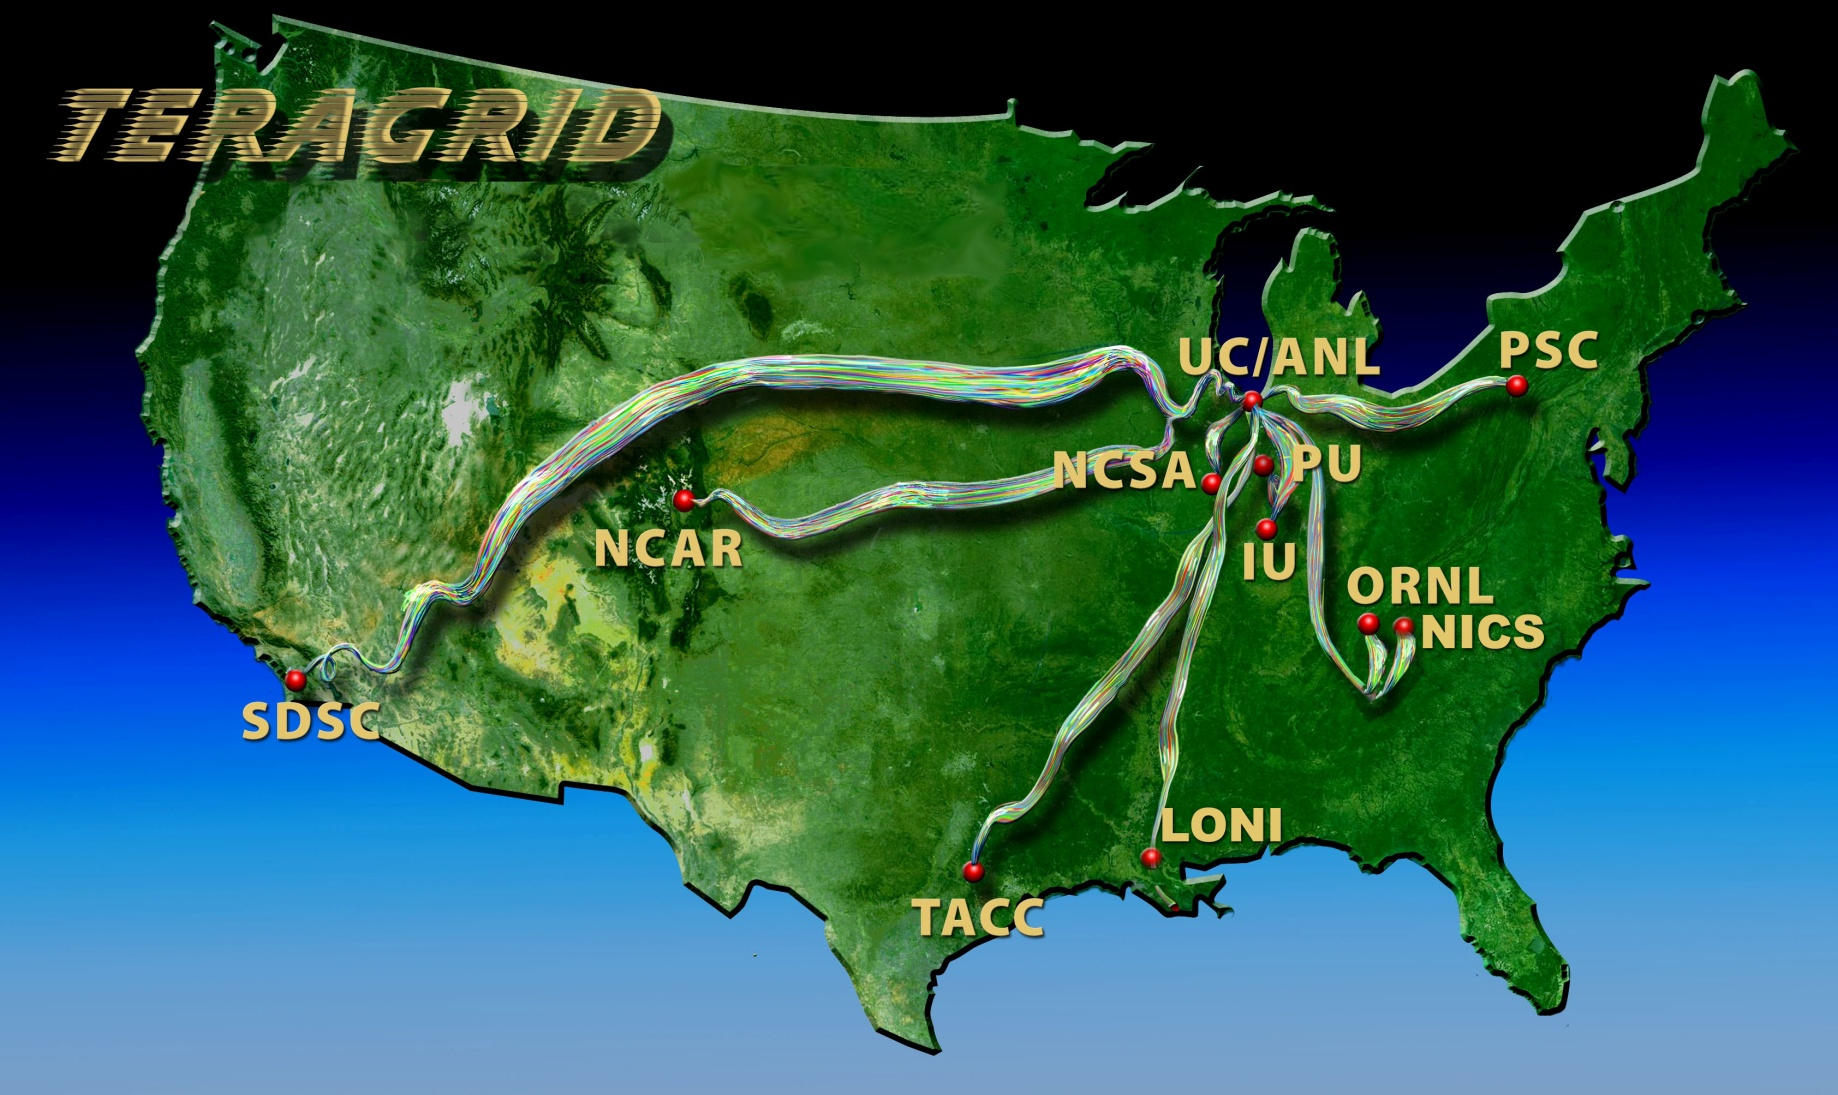 TERAGRID
UC/ANL
PSC
NCSA
PU
NCAR
IU
ORNL
NICS
SDSC
LONI
TACC